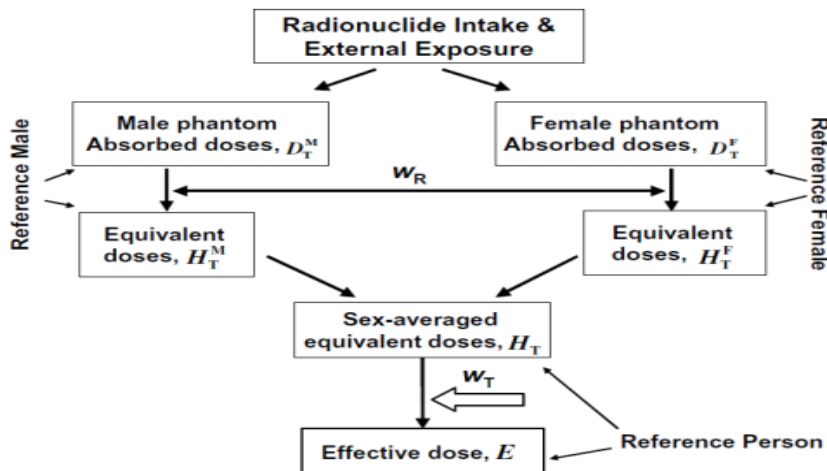 Radionuclide Intake &
External Exposure
Male phantom
Absorbed doses, D_T^M
Female phantom
Absorbed doses, D_T^F
Reference Male
Reference Female
w_R
Equivalent
doses, H_T^M
Equivalent
doses, H_T^F
Sex-averaged
equivalent doses, H_T
w_T
Effective dose, E
Reference Person